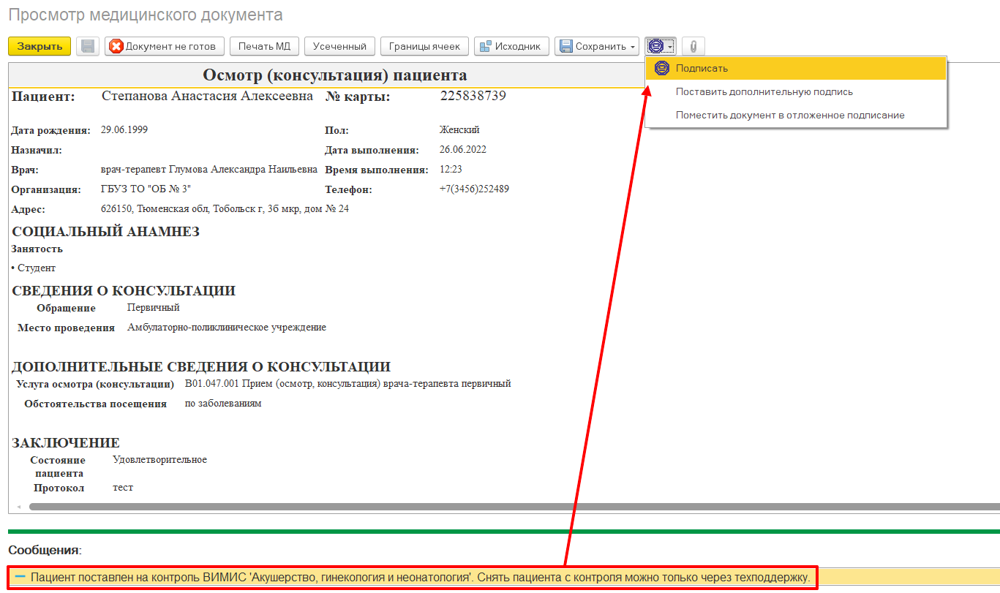 Просмотр медицинского документа
Закрыть Документ не готов Печать МД Усеченный Границы ячеек Исходник Сохранить
Подписать
Поставить дополнительную подпись
Поместить документ в отложенное подписание
Осмотр (консультация) пациента
Пациент: Степанова Анастасия Алексеевна № карты: 225838739
Дата рождения: 29.06.1999 Пол: Женский
Назначил: Дата выполнения: 26.06.2022
Врач: врач-терапевт Глумова Александра Наильевна Время выполнения: 12:23
Организация: ГБУЗ ТО "ОБ № 3" Телефон: +7(3456)252489
Адрес: 626150, Тюменская обл, Тобольск г, 3б мкр, дом № 24
СОЦИАЛЬНЫЙ АНАМНЕЗ
Занятость
• Студент
СВЕДЕНИЯ О КОНСУЛЬТАЦИИ
Обращение Первичный
Место проведения Амбулаторно-поликлиническое учреждение
ДОПОЛНИТЕЛЬНЫЕ СВЕДЕНИЯ О КОНСУЛЬТАЦИИ
Услуга осмотра (консультации) B01.047.001 Прием (осмотр, консультация) врача-терапевта первичный
Обстоятельства посещения по заболеваниям
ЗАКЛЮЧЕНИЕ
Состояние Удовлетворительное
пациента
Протокол тест
Сообщения:
Пациент поставлен на контроль ВИМИС 'Акушерство, гинекология и неонатология'. Снять пациента с контроля можно только через техподдержку.